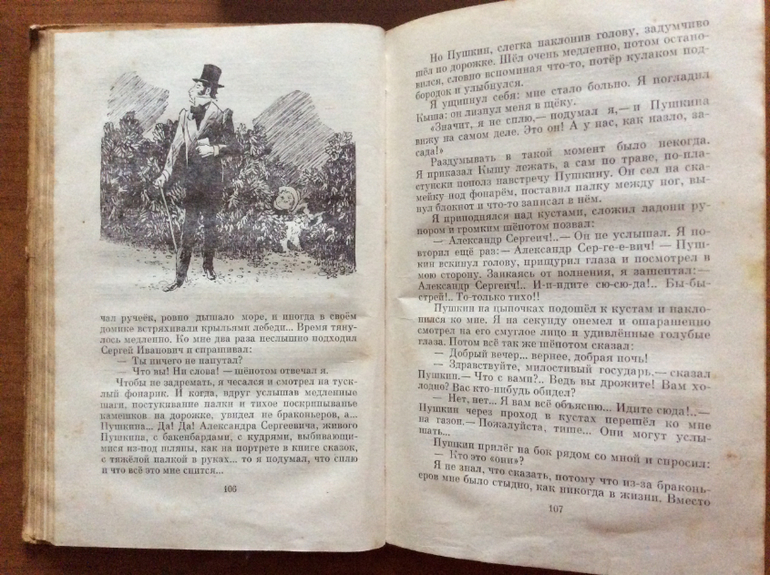 чал ручеёк, ровно дышало море, и иногда в своём
домике встряхивали крыльями лебеди... Время тяну-
лось медленно. Ко мне два раза неслышно подходил
Сергей Иванович и спрашивал:
— Ты ничего не напутал?
— Что вы! Ни слова! — шёпотом отвечал я.
Чтобы не задремать, я чесался и смотрел на туск-
лый фонарик. И когда, вдруг услышав медленные
шаги, постукивание палки и тихое поскрипыванье
камешков на дорожке, увидел не браконьеров, а...
Пушкина... Да! Да! Александра Сергеевича, живого
Пушкина, с бакенбардами, с кудрями, выбивающи-
мися из-под шляпы, как на портрете в книге сказок,
с тяжёлой палкой в руках... то я подумал, что сплю
и что всё это мне снится...
106
Но Пушкин, слегка наклонив голову, задумчиво
шёл по дорожке. Шёл очень медленно, потом остано-
вился, словно вспоминая что-то, потёр кулаком под-
бородок и улыбнулся.
Я ущипнул себя: мне стало больно. Я погладил
Кыша: он лизнул меня в щёку.
«Значит, я не сплю,— подумал я,— и Пушкина
вижу на самом деле. Это он! А у нас, как назло, за-
сада!»
Раздумывать в такой момент было некогда.
Я приказал Кышу лежать, а сам по траве, по-пла-
стунски пополз навстречу Пушкину. Он сел на ска-
мейку под фонарём, поставил палку между ног, вы-
нул блокнот и что-то записал в нём.
Я приподнялся над кустами, сложил ладони ру-
пором и громким шёпотом позвал:
— Александр Сергеич!..— Он не услышал. Я по-
вторил ещё раз:— Александр Сер-ге-е-вич! — Пуш-
кин вскинул голову, прищурил глаза и посмотрел в
мою сторону. Заикаясь от волнения, я зашептал:—
Александр Сергеич!.. И-и-идите сю-сю-да!.. Бы-бы-
стрей!.. То-только тихо!!
Пушкин на цыпочках подошёл к кустам и накло-
нился ко мне. Я на секунду онемел и ошарашенно
смотрел на его смуглое лицо и удивлённые голубые
глаза. Потом всё так же шёпотом сказал:
— Добрый вечер... вернее, добрая ночь!
— Здравствуйте, милостивый государь,— сказал
Пушкин.— Что с вами?.. Ведь вы дрожите! Вам хо-
лодно? Вас кто-нибудь обидел?
— Нет, нет... Я вам всё объясню... Идите сюда!..—
Пушкин через проход в кустах перешёл ко мне
на газон.— Пожалуйста, тише... Они могут услы-
шать...
Пушкин прилёг на бок рядом со мной и спросил:
— Кто это «они»?
Я не знал, что сказать, потому что из-за браконь-
еров мне было стыдно, как никогда в жизни. Вместо
107